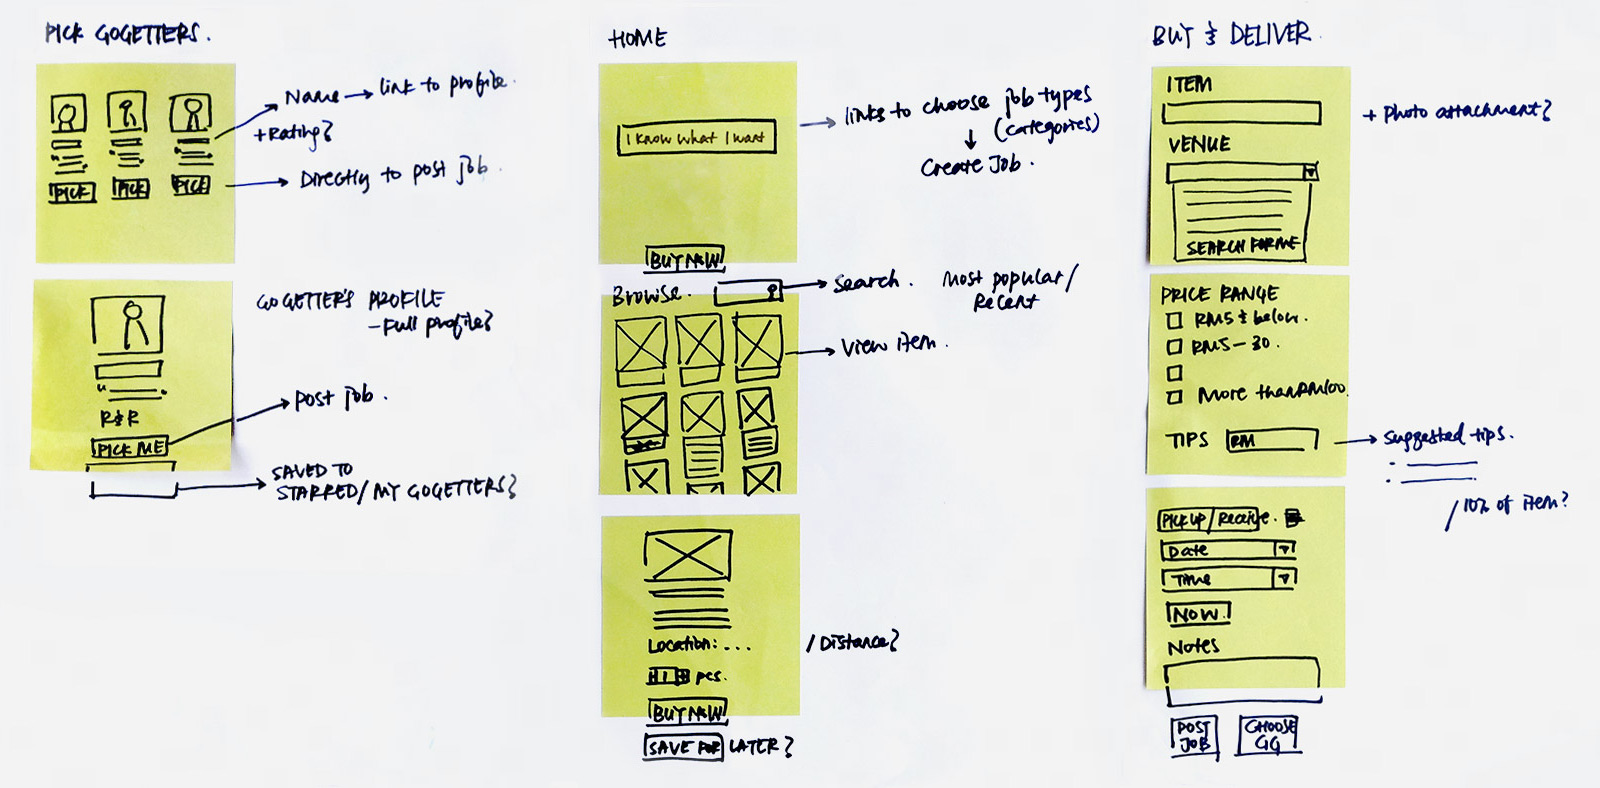 PICK GOGETTERS.
Name → link to profile.
+Rating?
PICK PICK PICK
Directly to post job.
GOGETTER'S PROFILE
- Full profile?
R&R
PICK ME
Post job.
SAVED TO
STARRED/MY GOGETTERS?
HOME
I know what I want
links to choose job types
(categories)
Create Job.
BUY NOW
Browse.
Search.
Most popular/
Recent
View item.
Location: ...
/Distance?
1 pcs.
BUY NOW
SAVE FOR LATER?
BUY & DELIVER.
ITEM
+ Photo attachment?
VENUE
SEARCH FOR ME
PRICE RANGE
RM5 & below.
RM5 - 30.
More than RM100.
TIPS RM
Suggested tips.
/10% of item?
PICK UP/Receive.
Date
Time
NOW
Notes
POST
JOB
CHOOSE
GG